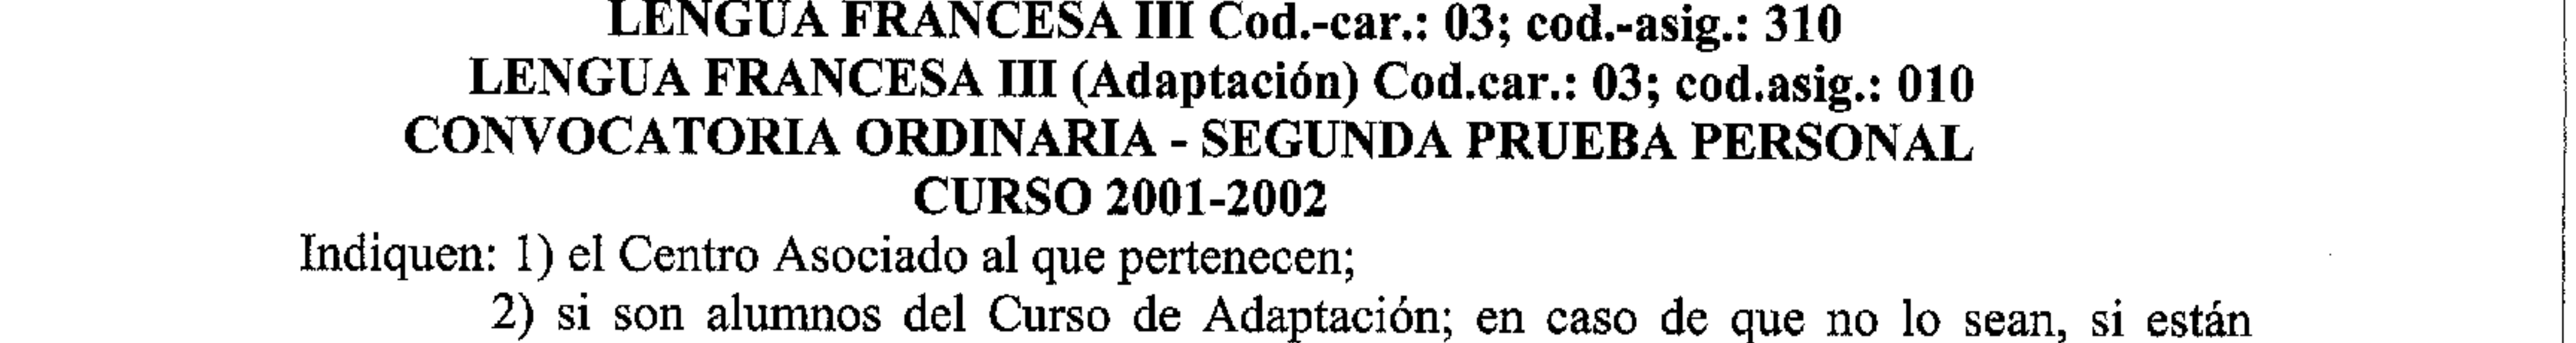 LENGUA FRANCESA III Cod.-car.: 03; cod.-asig.: 310
LENGUA FRANCESA III (Adaptación) Cod.car.: 03; cod.asig.: 010
CONVOCATORIA ORDINARIA - SEGUNDA PRUEBA PERSONAL
CURSO 2001-2002
Indiquen: 1) el Centro Asociado al que pertenecen;
2) si son alumnos del Curso de Adaptación; en caso de que no lo sean, si están